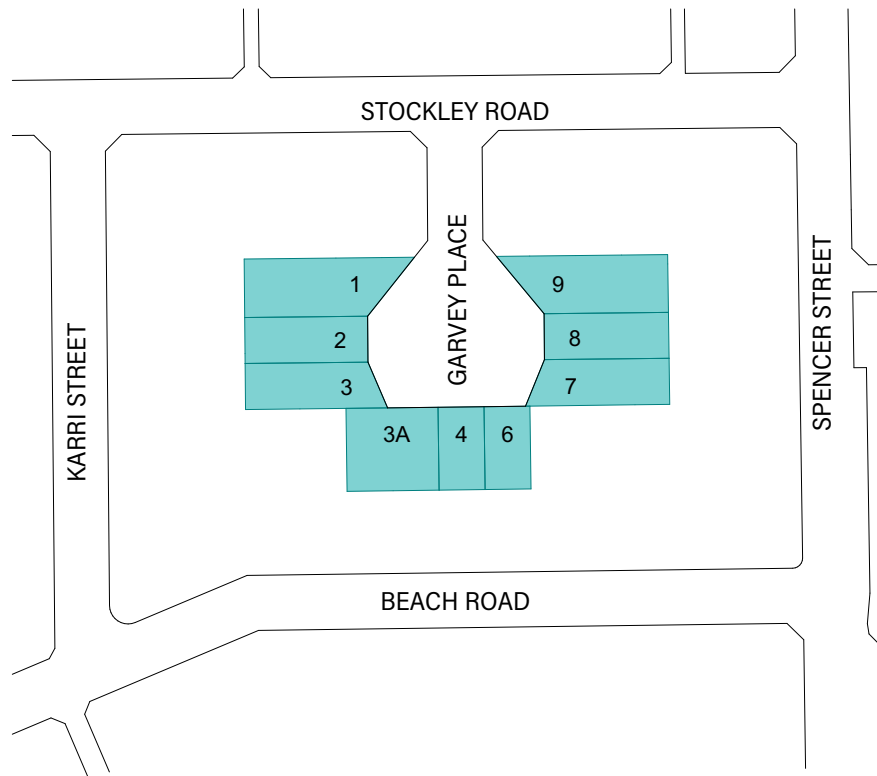 STOCKLEY ROAD
GARVEY PLACE
1
9
2
8
3
7
3A
4
6
KARRI STREET
SPENCER STREET
BEACH ROAD